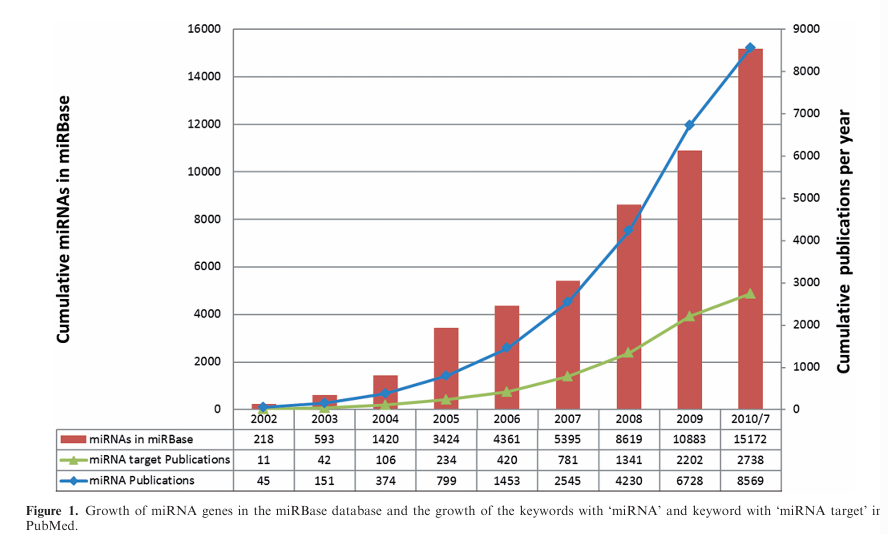 16000
14000
12000
10000
8000
6000
4000
2000
0
Cumulative miRNAs in miRBase
9000
8000
7000
6000
5000
4000
3000
2000
1000
0
Cumulative publications per year
2002 2003 2004 2005 2006 2007 2008 2009 2010/7
miRNAs in miRBase 218 593 1420 3424 4361 5395 8619 10883 15172
miRNA target Publications 11 42 106 234 420 781 1341 2202 2738
miRNA Publications 45 151 374 799 1453 2545 4230 6728 8569
Figure 1. Growth of miRNA genes in the miRBase database and the growth of the keywords with ‘miRNA’ and keyword with ‘miRNA target’ in
PubMed.